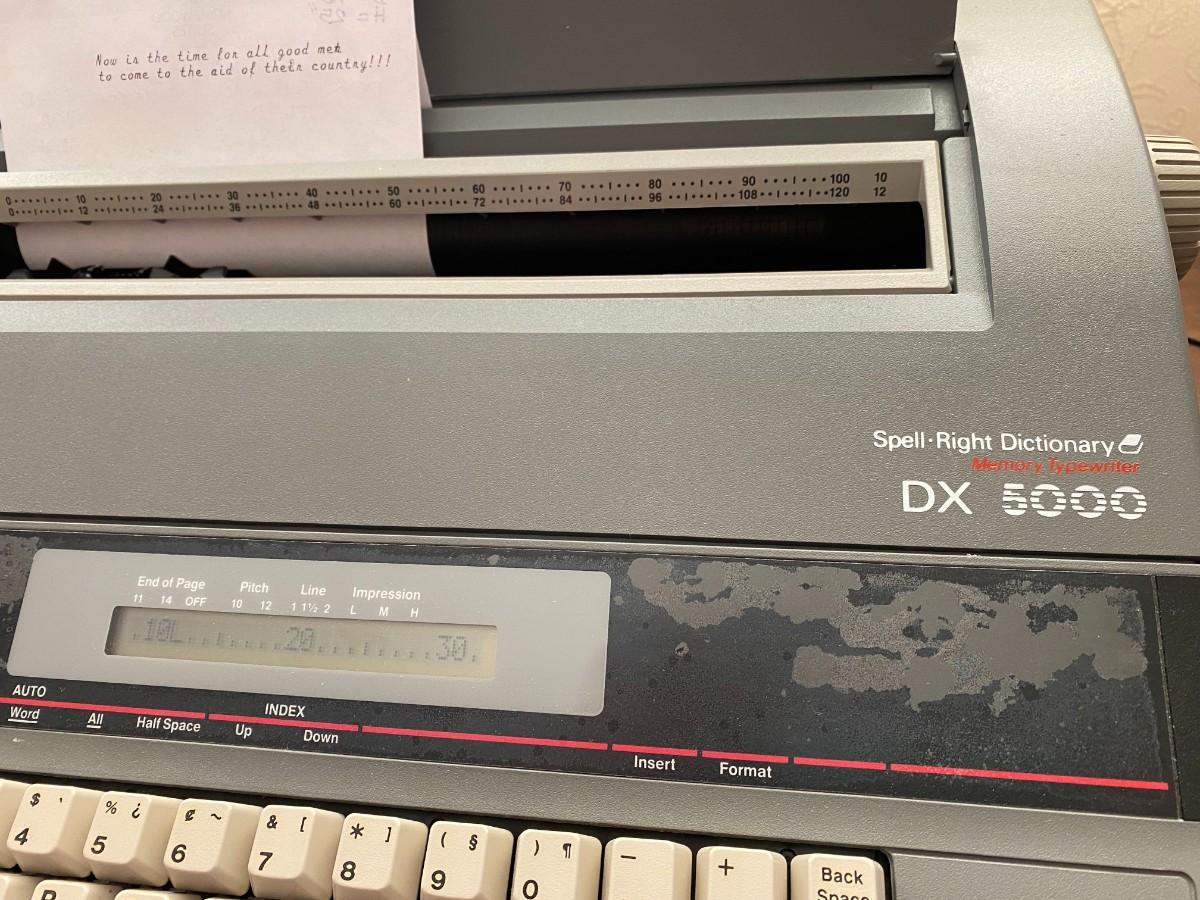 Now is the time for all good men
to come to the aid of their country!!!
0 10 20 30 40 50 60 70 80 90 100 10
0 12 24 36 48 60 72 84 96 108 120 12
Spell·Right Dictionary
Memory Typewriter
DX 5000
End of Page Pitch Line Impression
11 14 OFF 10 12 1 1½ 2 L M H
.10L..:....20....:....30.
AUTO
Word All Half Space
INDEX
Up Down
Insert Format
$ ' % ¿ ¢ ~ & [ * ] ( § ) ¶ − +
4 5 6 7 8 9 0
Back
Space